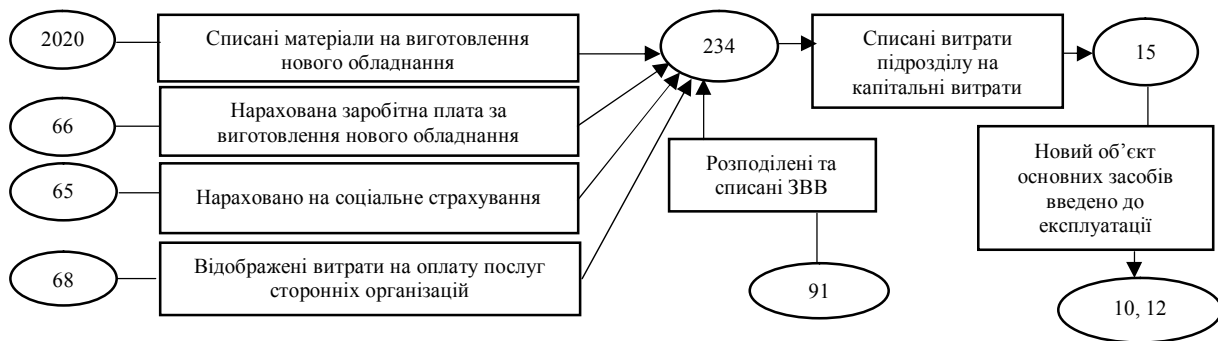 2020
Списані матеріали на виготовлення
нового обладнання
66
Нарахована заробітна плата за
виготовлення нового обладнання
65
Нараховано на соціальне страхування
68
Відображені витрати на оплату послуг
сторонніх організацій
234
Розподілені та
списані ЗВВ
91
Списані витрати
підрозділу на
капітальні витрати
15
Новий об’єкт
основних засобів
введено до
експлуатації
10, 12